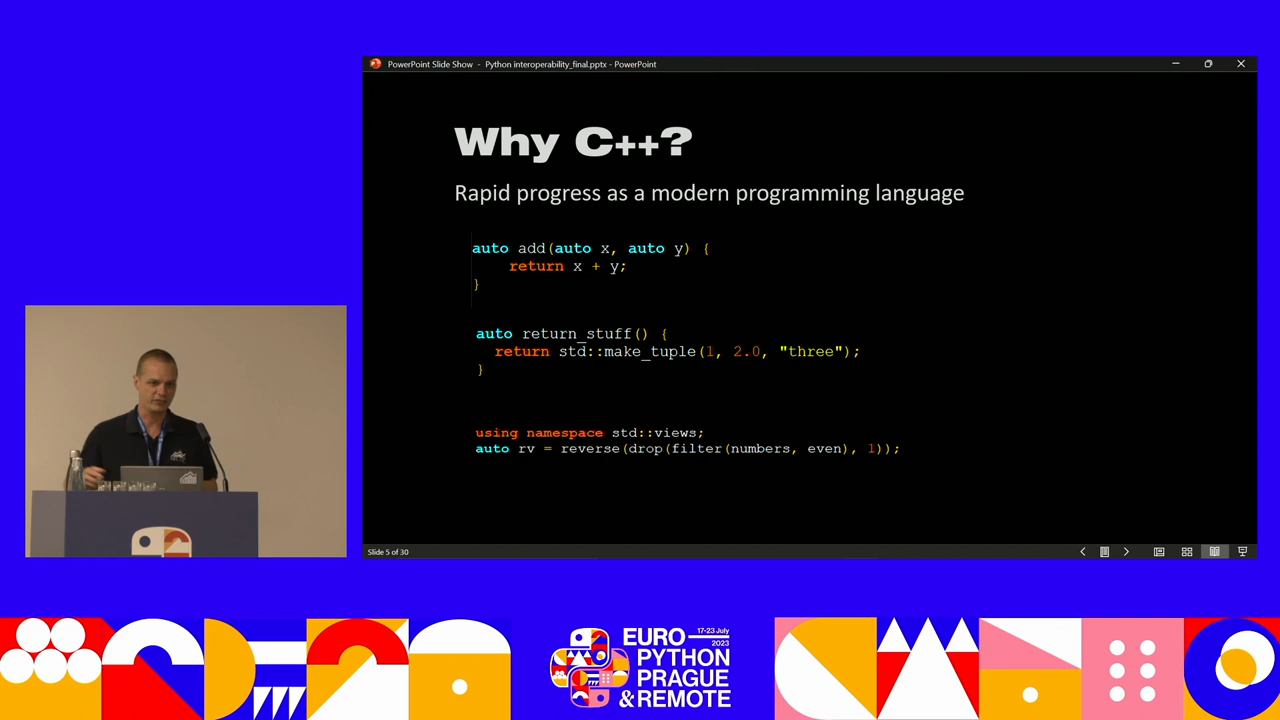 PowerPoint Slide Show - Python interoperability_final.pptx - PowerPoint
Why C++?
Rapid progress as a modern programming language
auto add(auto x, auto y) {
    return x + y;
}
auto return_stuff() {
  return std::make_tuple(1, 2.0, "three");
}
using namespace std::views;
auto rv = reverse(drop(filter(numbers, even), 1));
Slide 5 of 30
17-23 July
2023
EURO
PYTHON
PRAGUE
& REMOTE